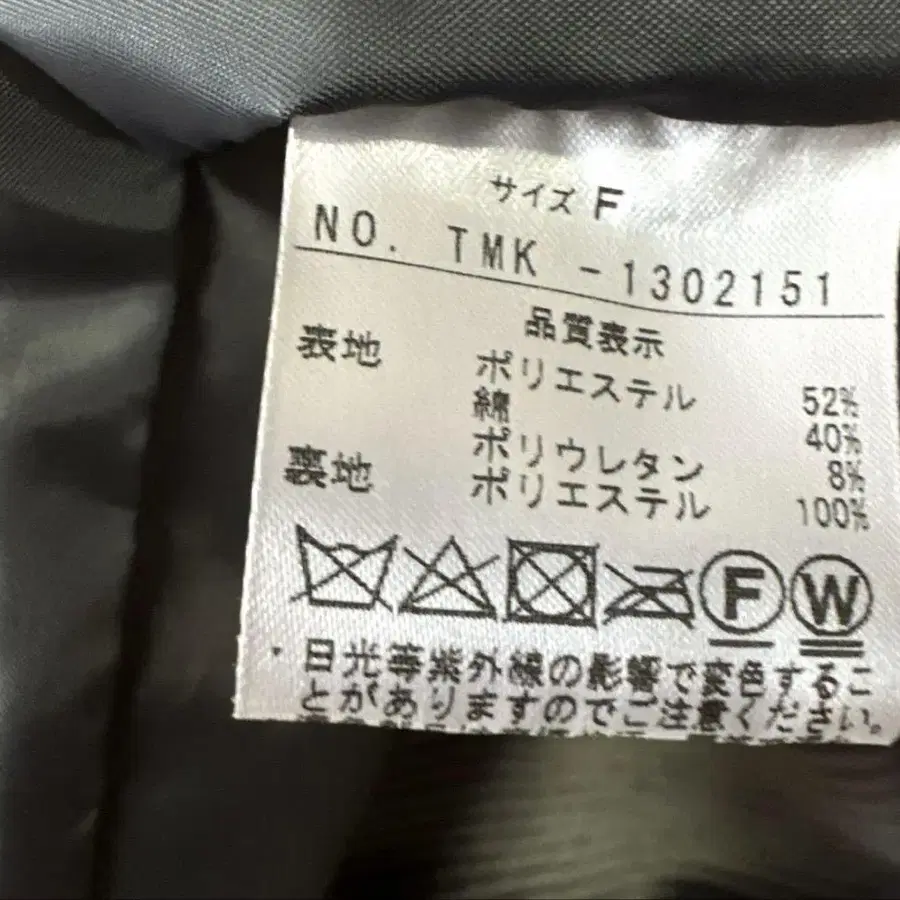 サイズ F
NO. TMK -1302151
品質表示
表地 ポリエステル 52%
綿 40%
ポリウレタン 8%
裏地 ポリエステル 100%
F W
・日光等紫外線の影響で変色するこ
とがありますのでご注意ください。